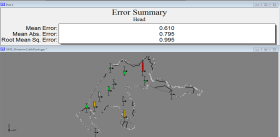 Error Summary
Head
Mean Error: 0.610
Mean Abs. Error: 0.795
Root Mean Sq. Error: 0.995